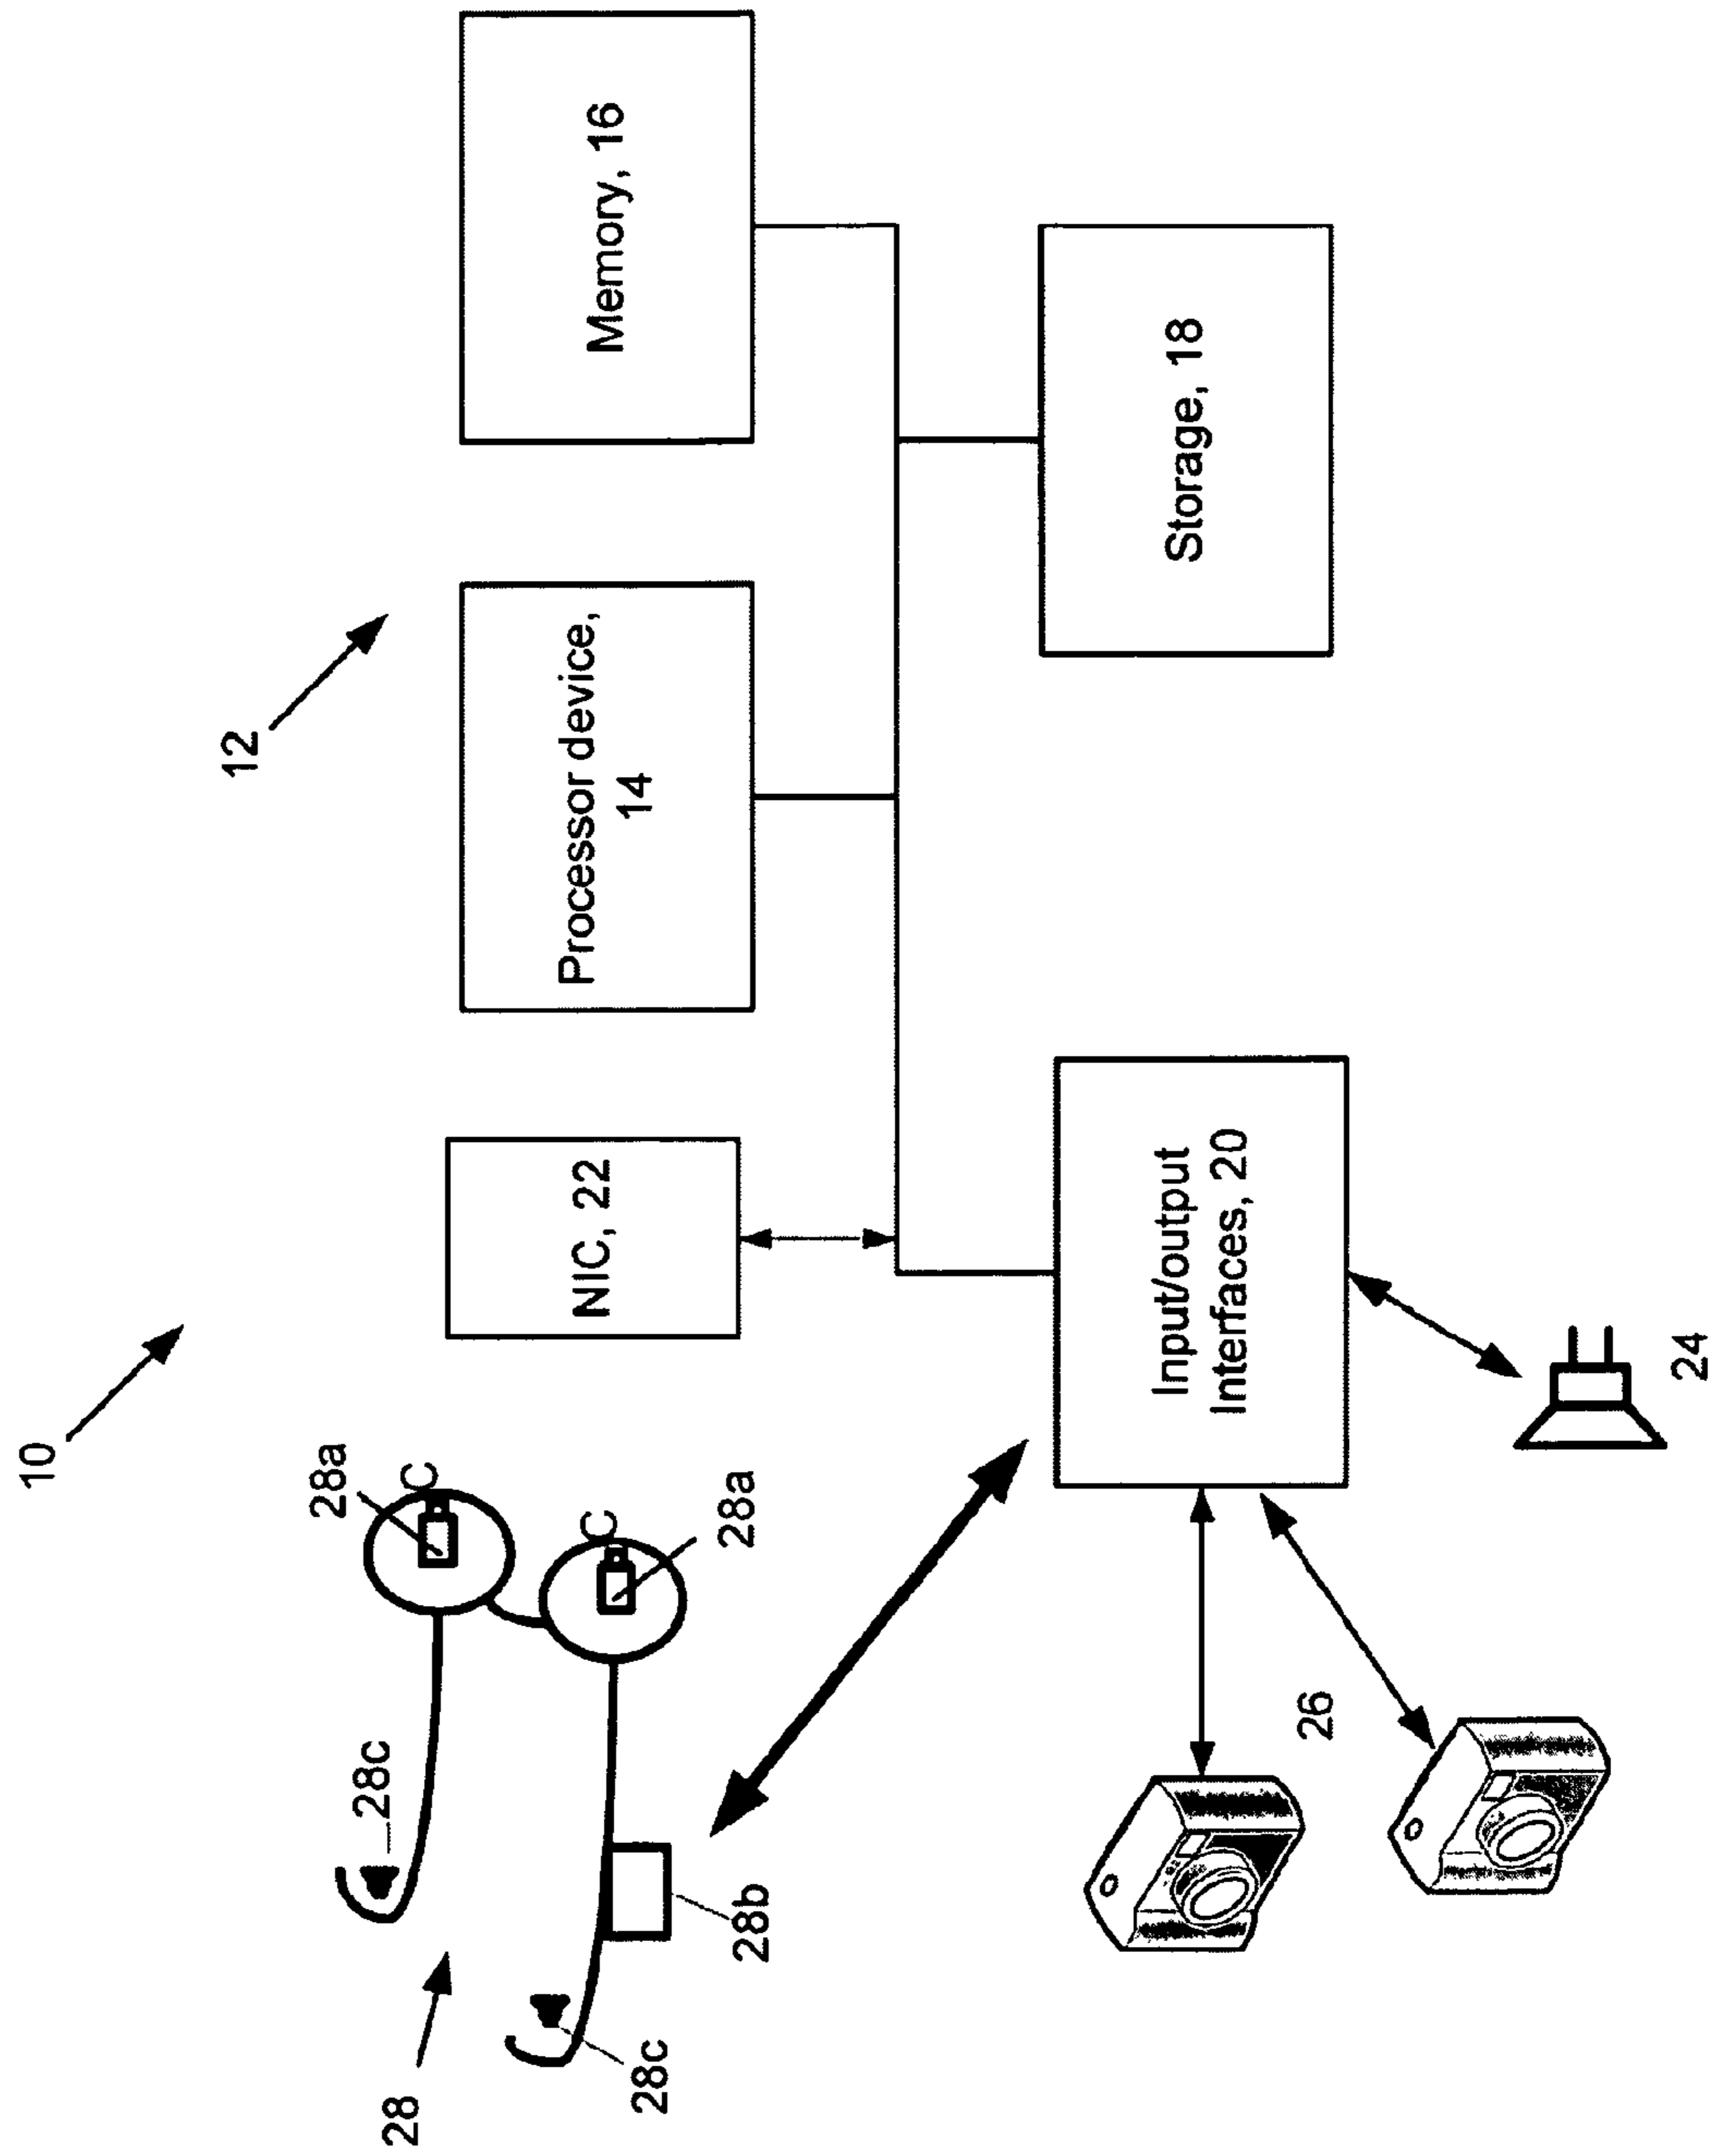 10
12
28a
28c
28
C
C
NIC, 22
Processor device,
14
Memory, 16
28c
28b
28a
Input/output
Interfaces, 20
Storage, 18
26
24